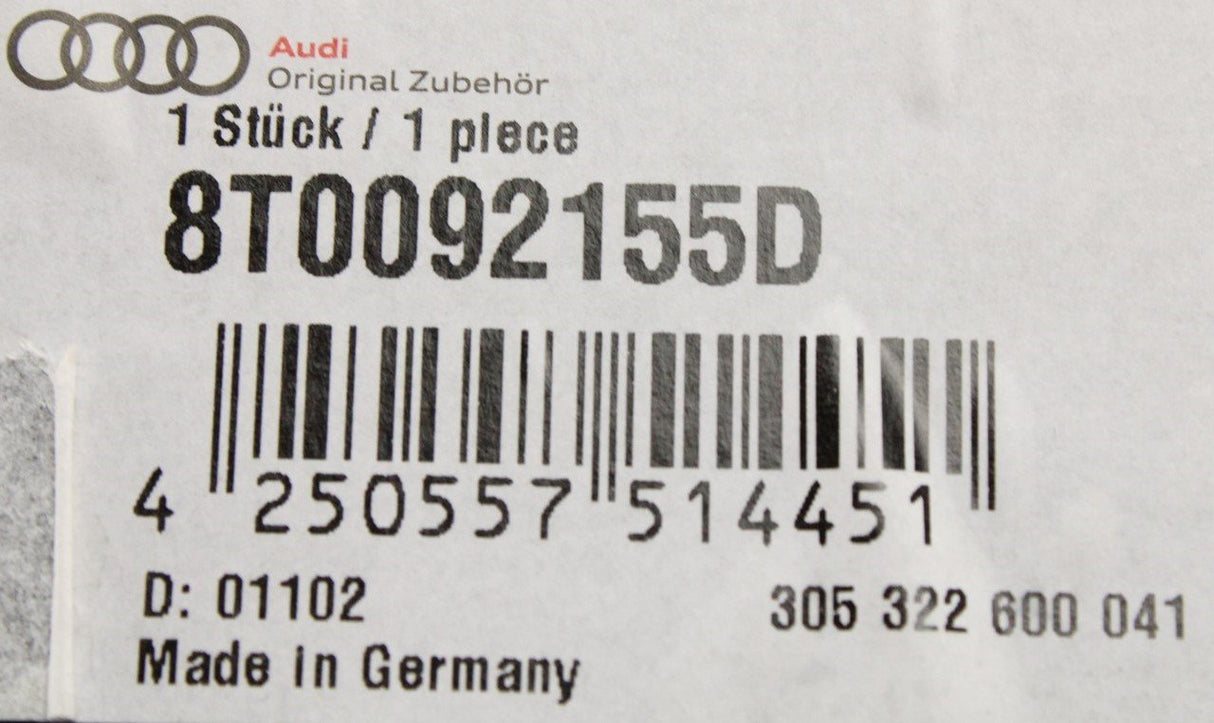 Audi
Original Zubehör
1 Stück / 1 piece
8T0092155D
4 250557 514451
D: 01102
305 322 600 041
Made in Germany